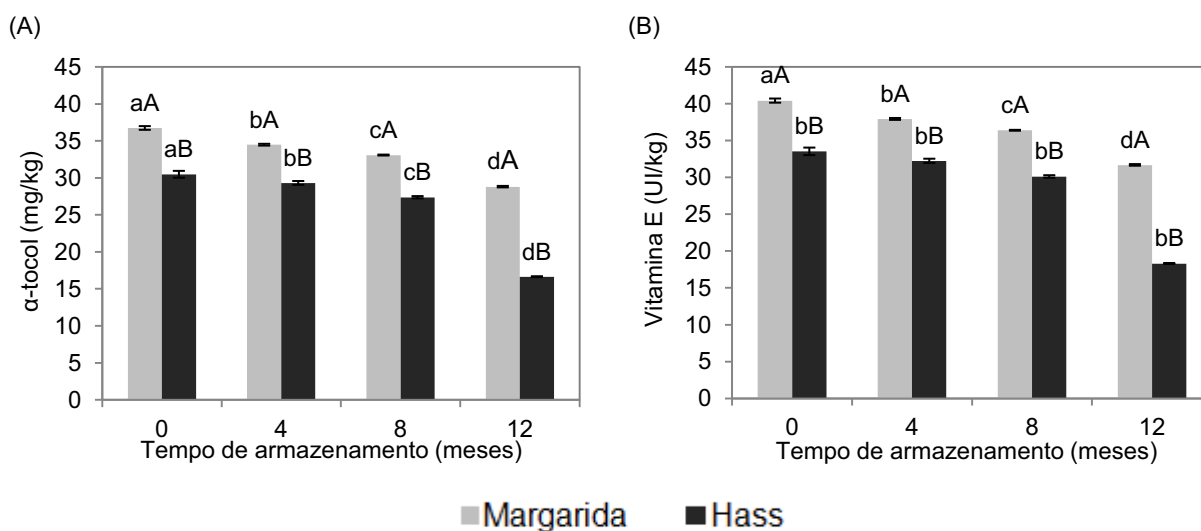 (A)
45
40
35
30
25
20
15
10
5
0
α-tocol (mg/kg)
aA
aB
bA
bB
cA
cB
dA
dB
0 4 8 12
Tempo de armazenamento (meses)
(B)
45
40
35
30
25
20
15
10
5
0
Vitamina E (UI/kg)
aA
bB
bA
bB
cA
bB
dA
bB
0 4 8 12
Tempo de armazenamento (meses)
Margarida Hass